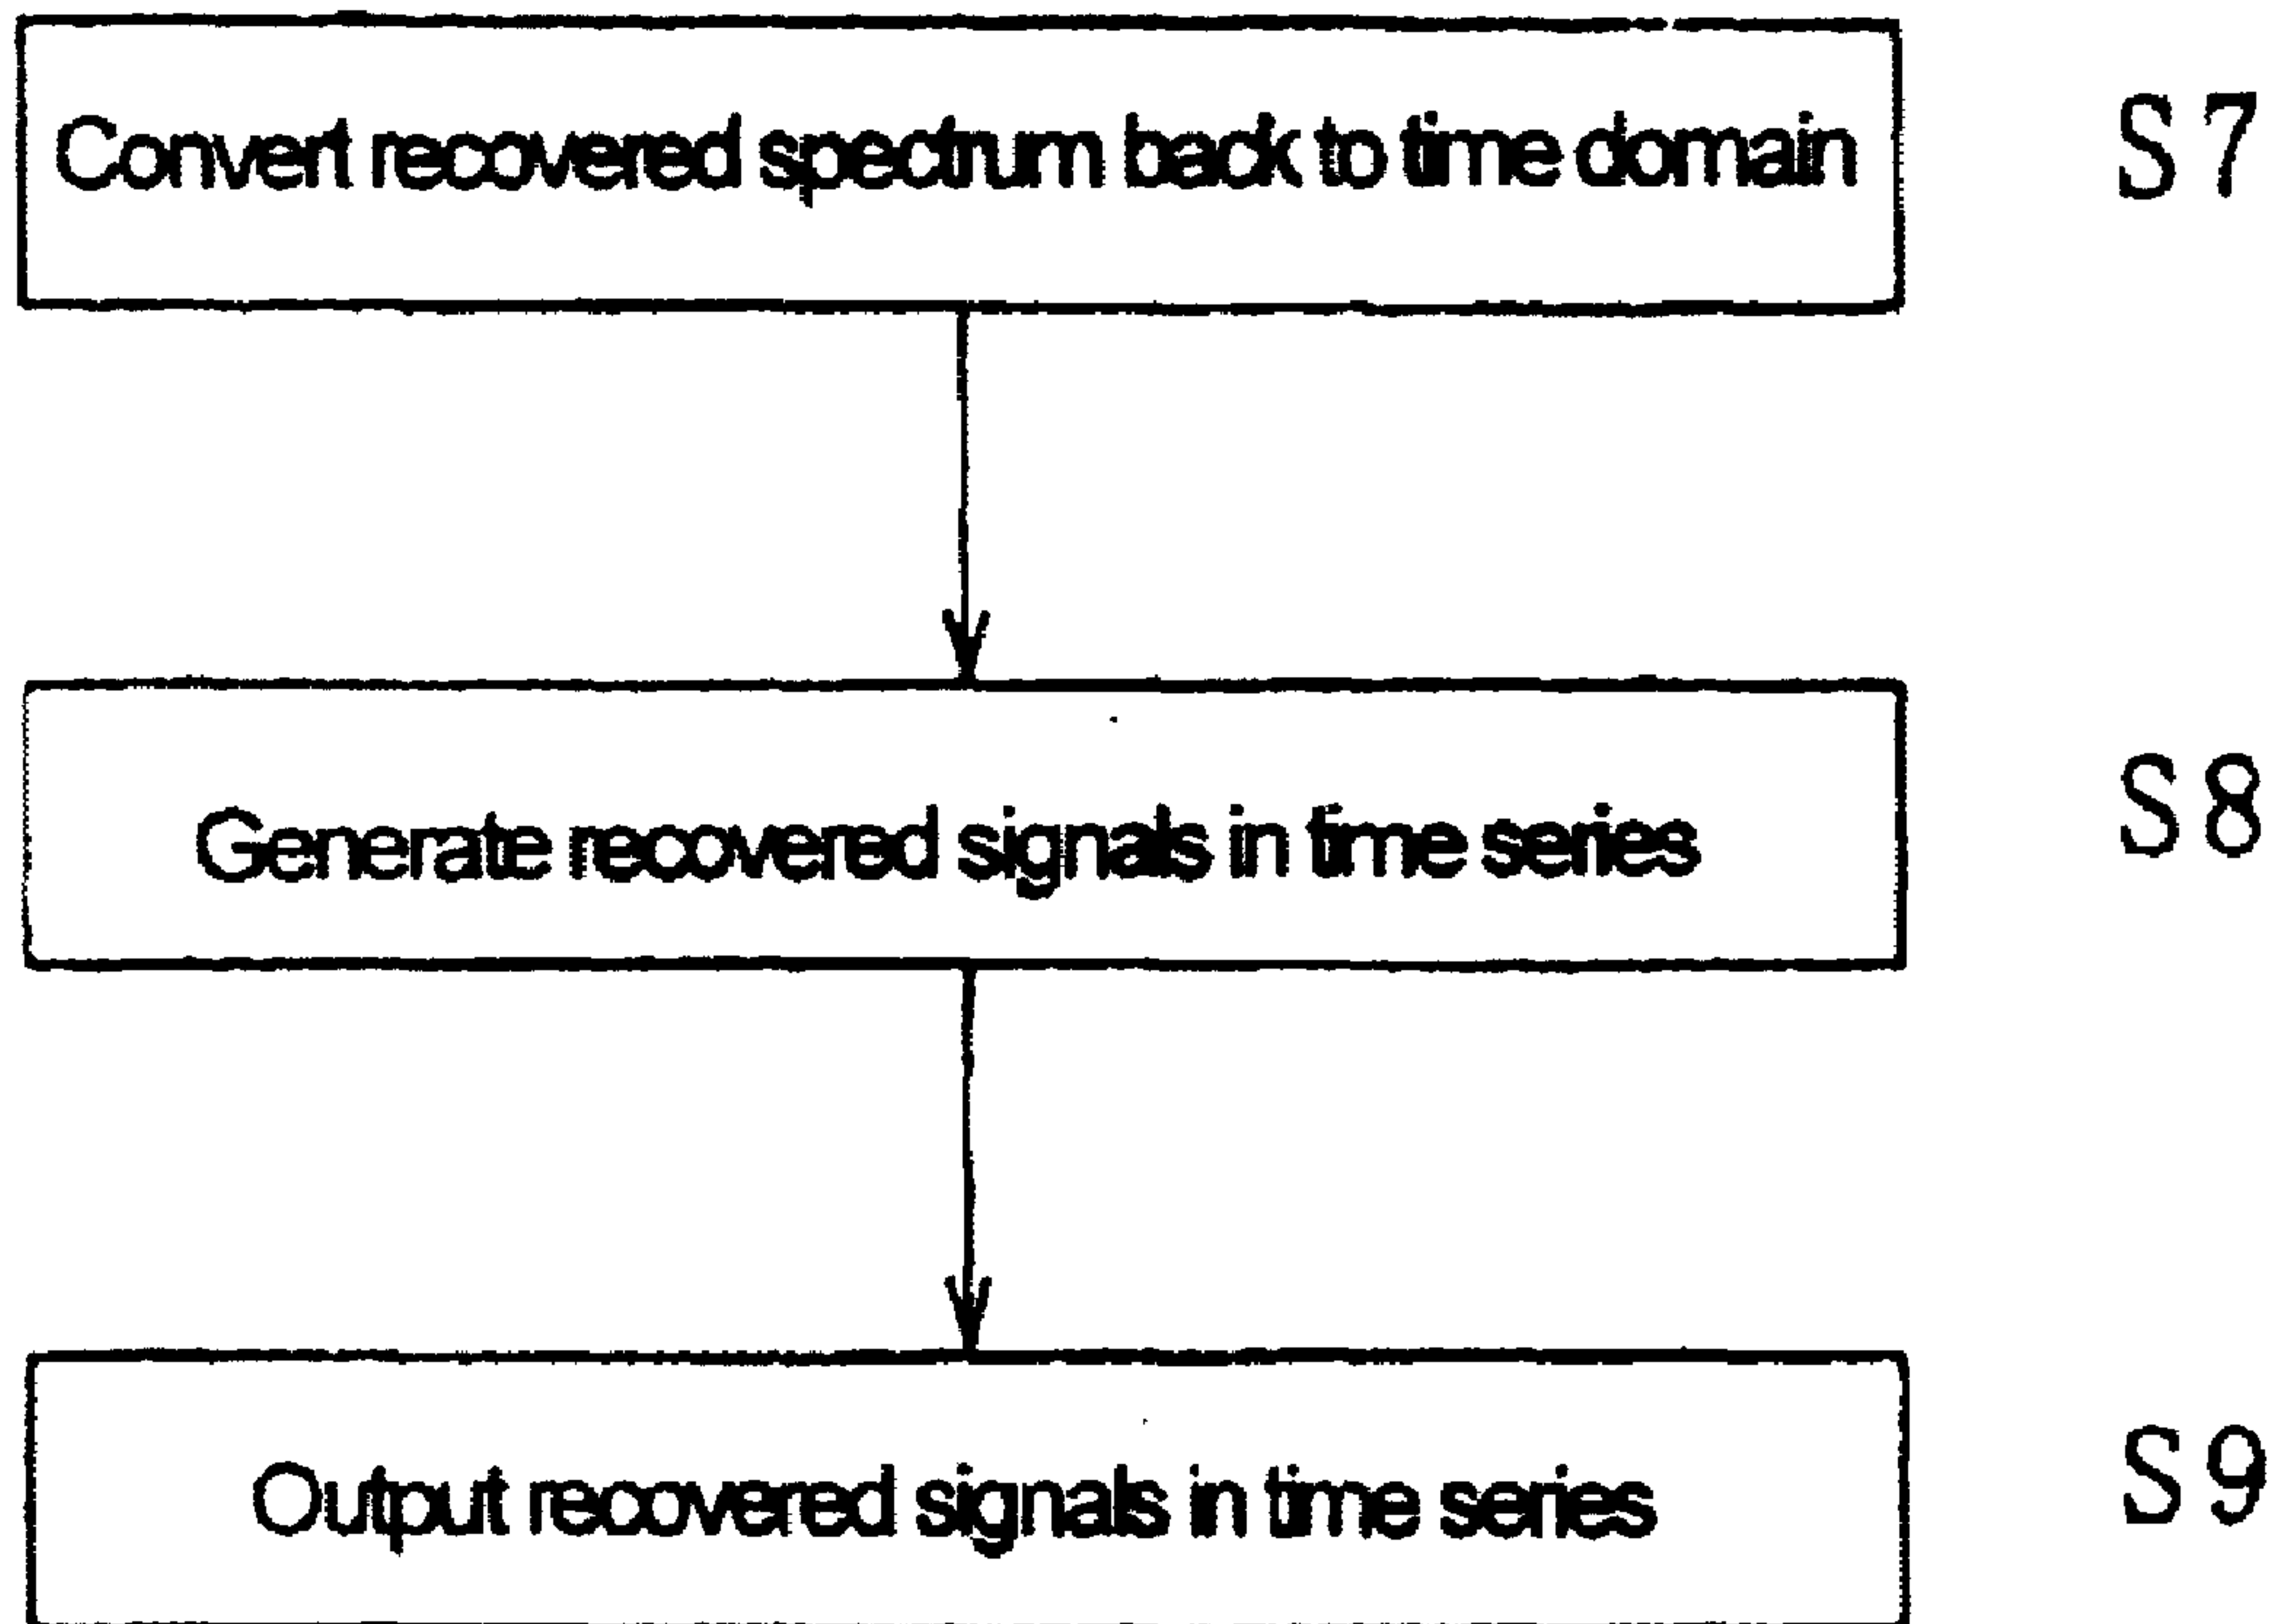 Convert recovered spectrum back to time domain S7
Generate recovered signals in time series S8
Output recovered signals in time series S9